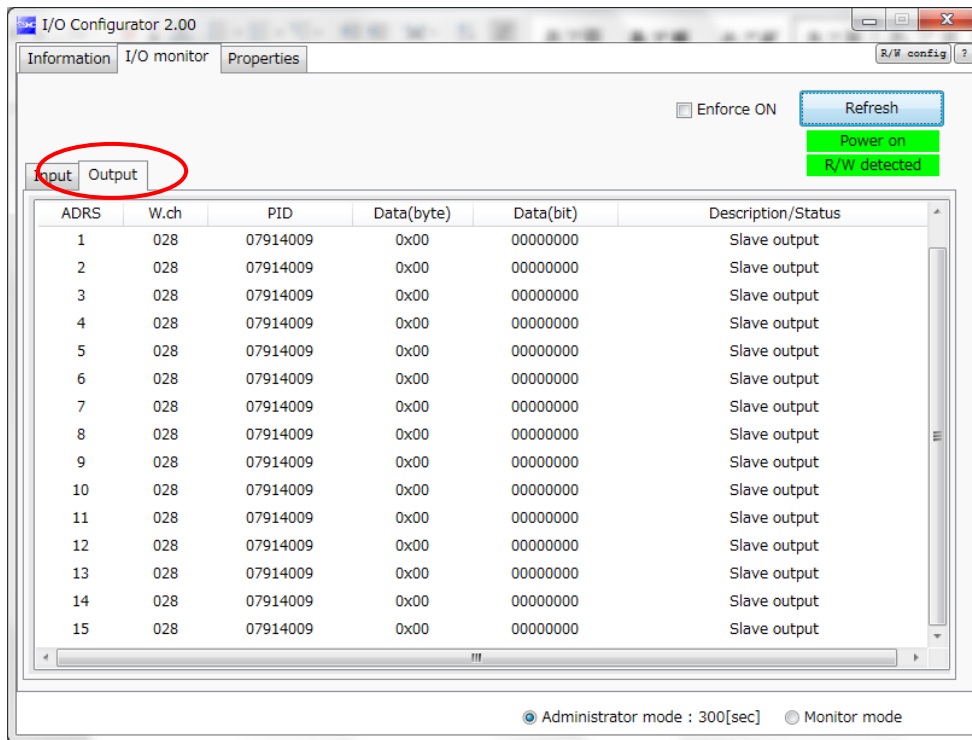 I/O Configurator 2.00
Information I/O monitor Properties R/W config ?
Enforce ON Refresh
Power on
R/W detected
Input Output
ADRS W.ch PID Data(byte) Data(bit) Description/Status
1 028 07914009 0x00 00000000 Slave output
2 028 07914009 0x00 00000000 Slave output
3 028 07914009 0x00 00000000 Slave output
4 028 07914009 0x00 00000000 Slave output
5 028 07914009 0x00 00000000 Slave output
6 028 07914009 0x00 00000000 Slave output
7 028 07914009 0x00 00000000 Slave output
8 028 07914009 0x00 00000000 Slave output
9 028 07914009 0x00 00000000 Slave output
10 028 07914009 0x00 00000000 Slave output
11 028 07914009 0x00 00000000 Slave output
12 028 07914009 0x00 00000000 Slave output
13 028 07914009 0x00 00000000 Slave output
14 028 07914009 0x00 00000000 Slave output
15 028 07914009 0x00 00000000 Slave output
Administrator mode : 300[sec] Monitor mode